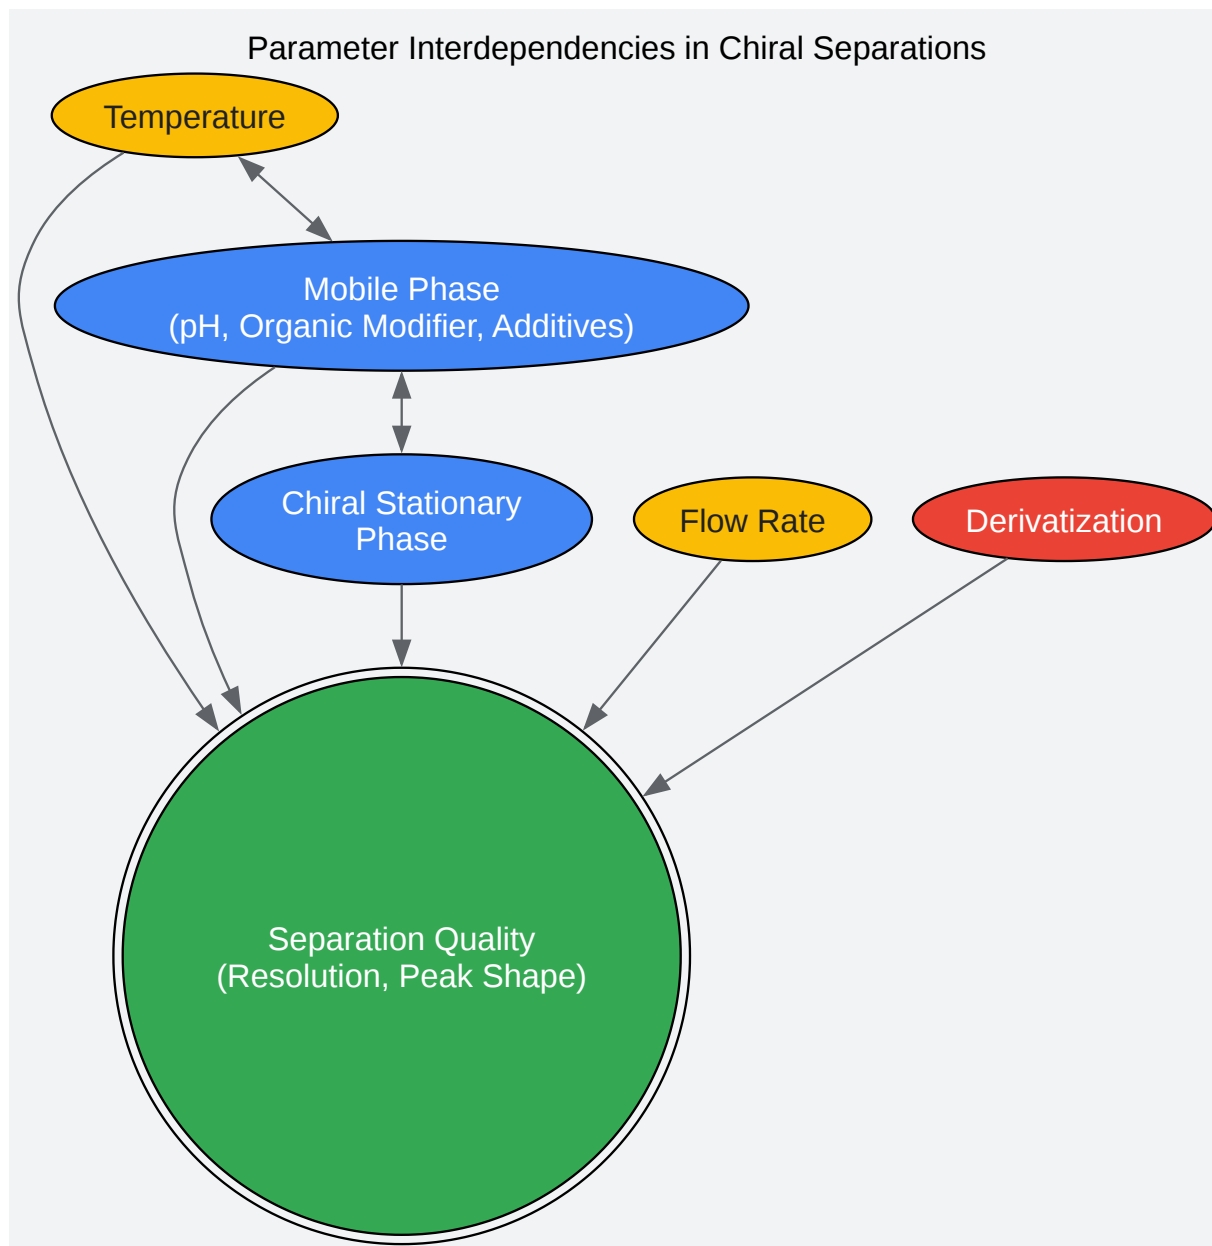 Parameter Interdependencies in Chiral Separations
Temperature
Mobile Phase
(pH, Organic Modifier, Additives)
Chiral Stationary
Phase
Flow Rate
Derivatization
Separation Quality
(Resolution, Peak Shape)